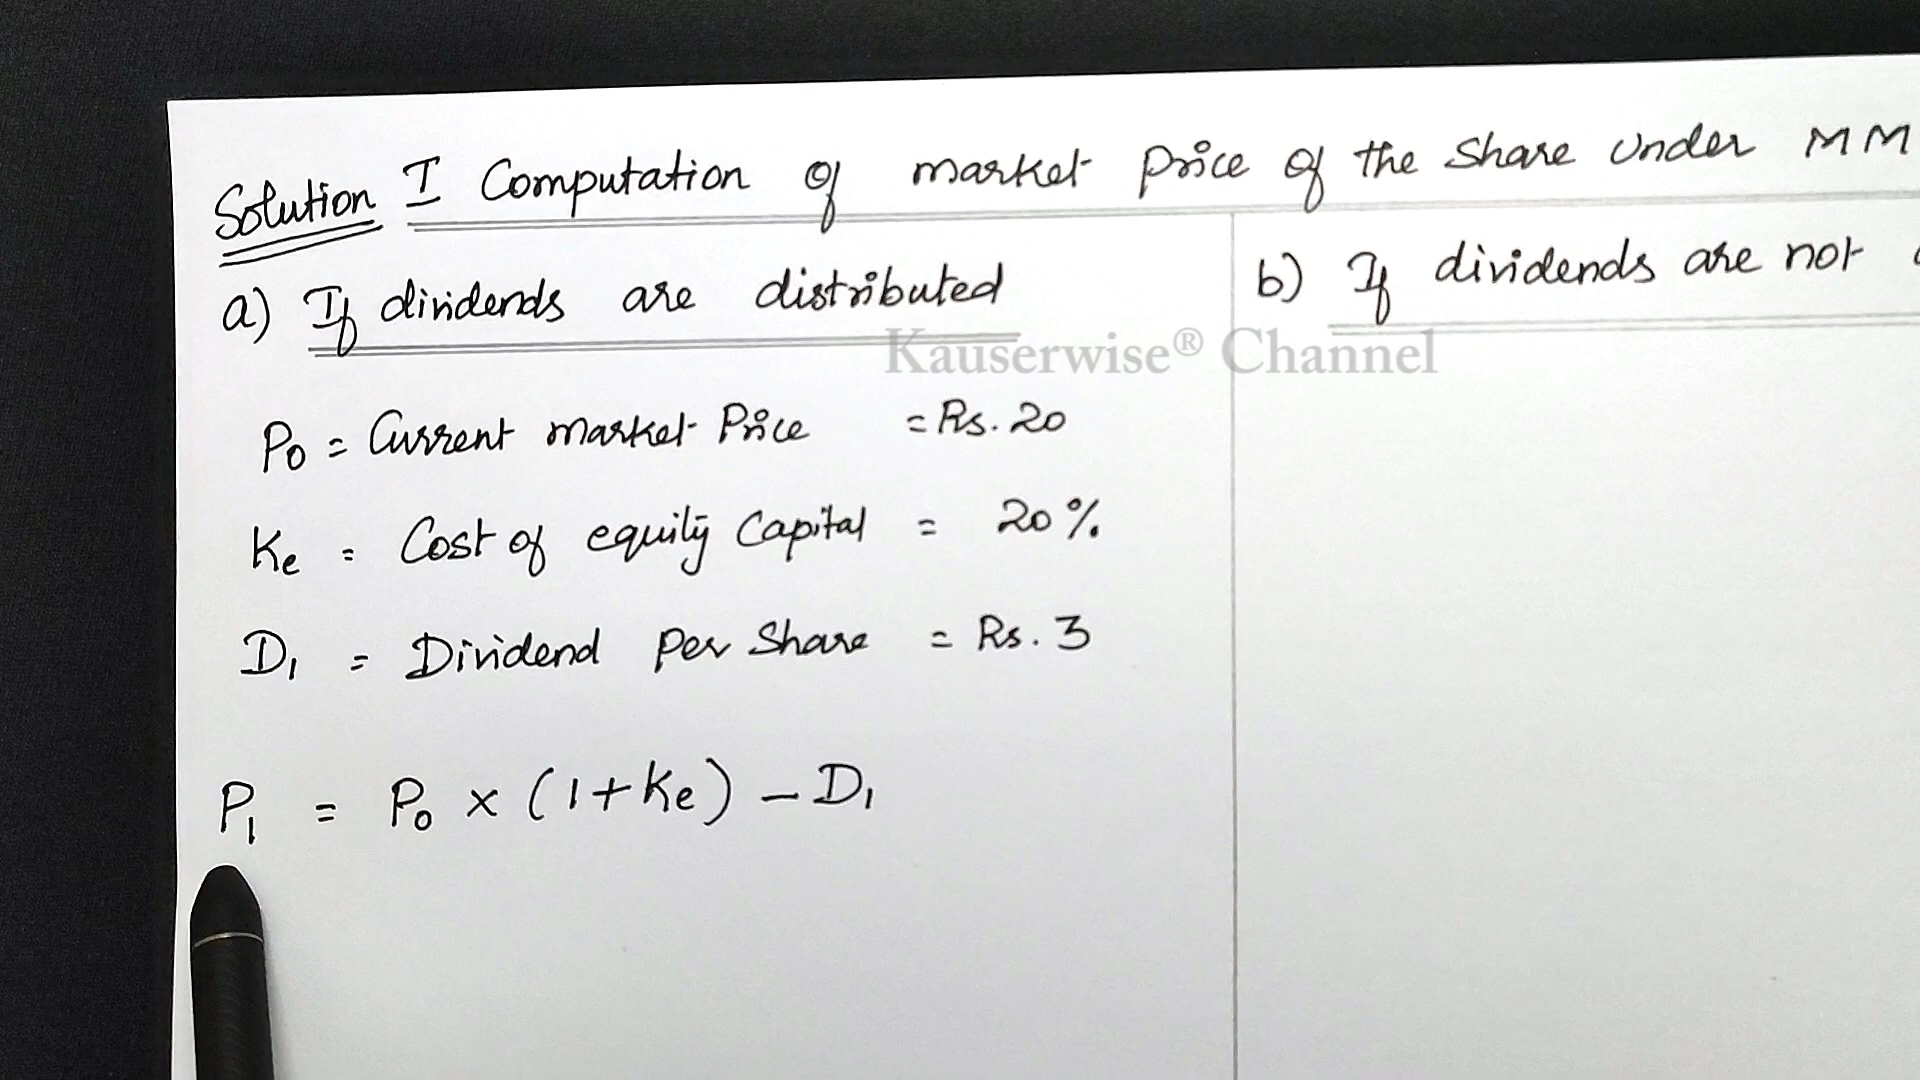 Solution I Computation of market Price of the Share Under MM
a) If dividends are distributed
b) If dividends are not
Kauserwise® Channel
P0 = Current market Price = Rs. 20
Ke = Cost of equity Capital = 20%
D1 = Dividend Per Share = Rs. 3
P1 = P0 × (1+Ke) – D1